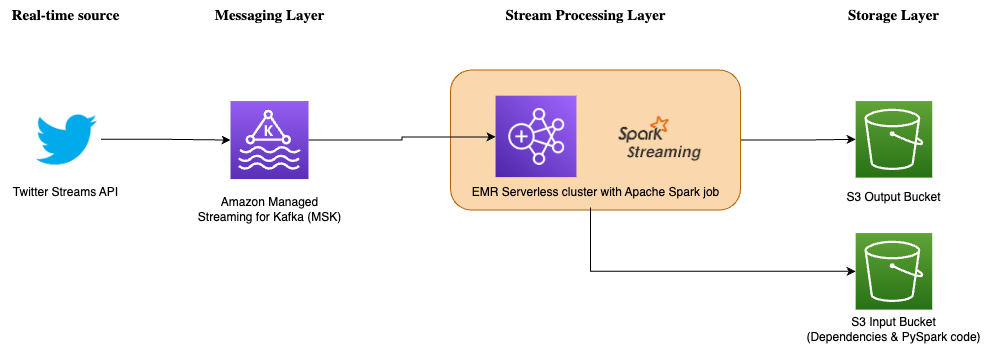 Real-time source
Messaging Layer
Stream Processing Layer
Storage Layer
K
Spark
Streaming
Twitter Streams API
Amazon Managed
Streaming for Kafka (MSK)
EMR Serverless cluster with Apache Spark job
S3 Output Bucket
S3 Input Bucket
(Dependencies & PySpark code)